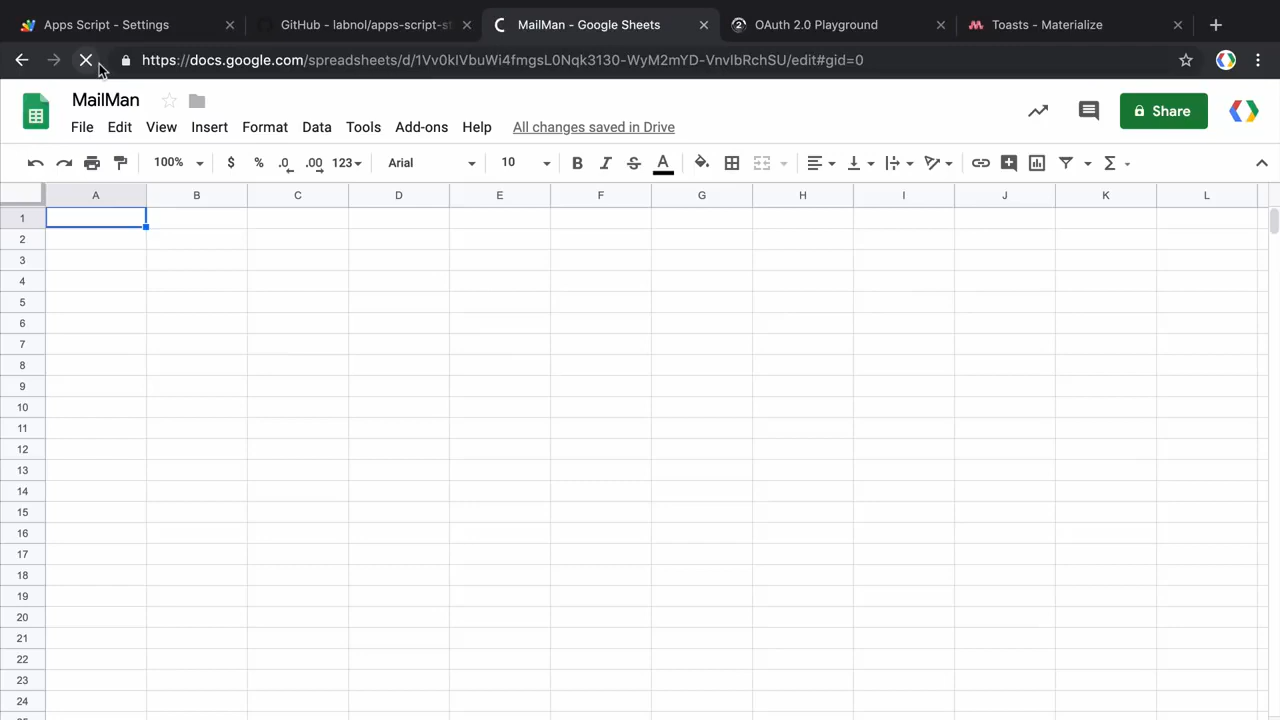 Apps Script - Settings
GitHub - labnol/apps-script-st
MailMan - Google Sheets
OAuth 2.0 Playground
Toasts - Materialize
https://docs.google.com/spreadsheets/d/1Vv0klVbuWi4fmgsL0Nqk3130-WyM2mYD-VnvIbRchSU/edit#gid=0
MailMan
Share
File Edit View Insert Format Data Tools Add-ons Help All changes saved in Drive
100% $ % .0 .00 123 Arial 10 B I S A Σ
A B C D E F G H I J K L
1
2
3
4
5
6
7
8
9
10
11
12
13
14
15
16
17
18
19
20
21
22
23
24